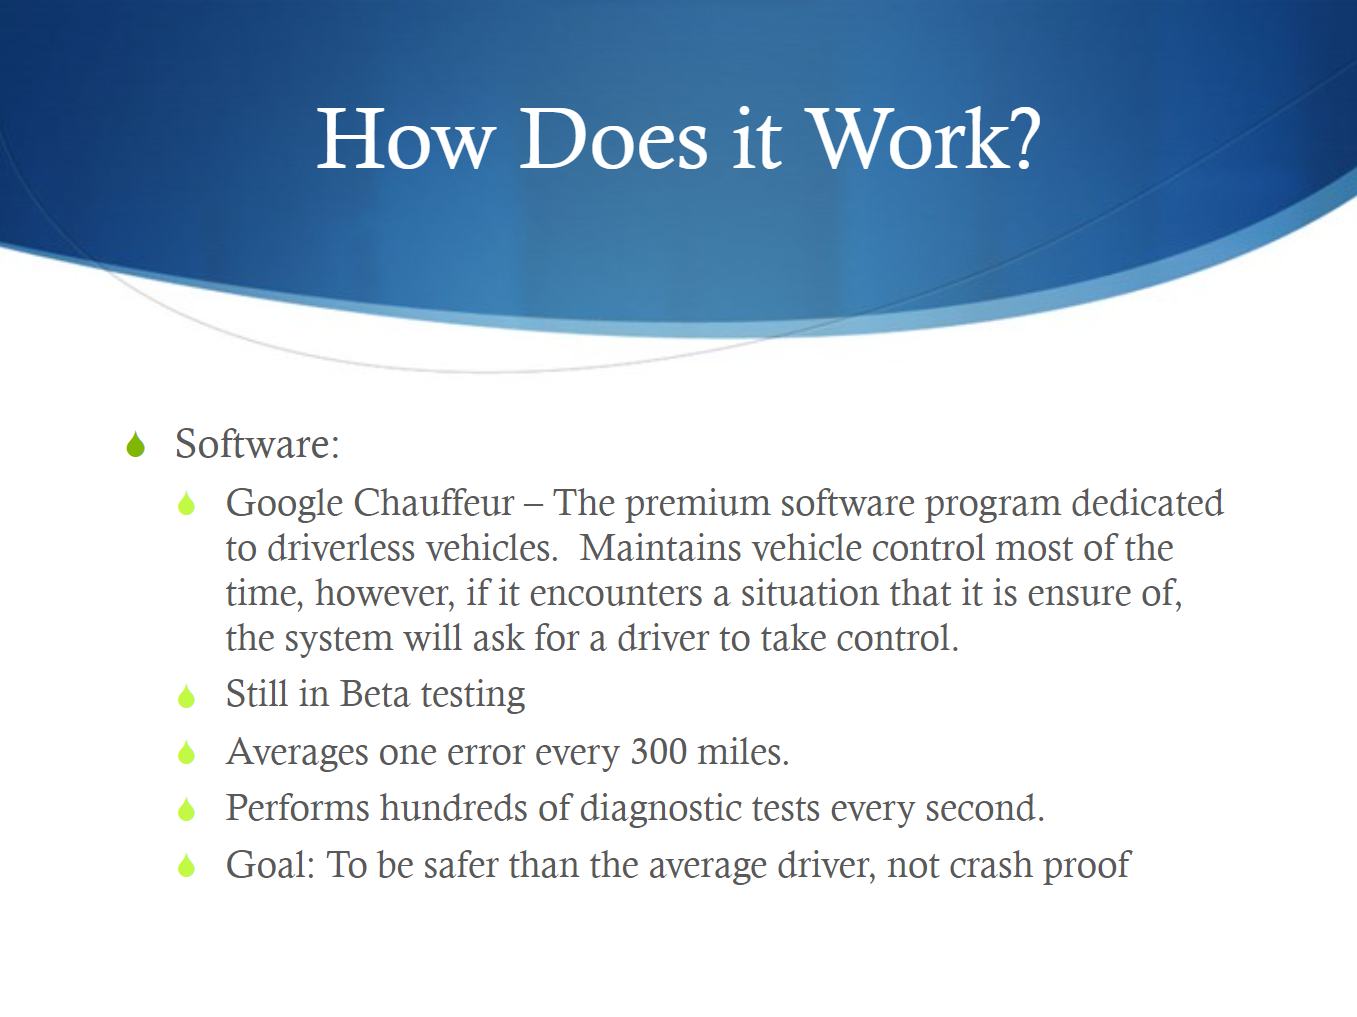 How Does it Work?
Software:
Google Chauffeur – The premium software program dedicated
to driverless vehicles.  Maintains vehicle control most of the
time, however, if it encounters a situation that it is ensure of,
the system will ask for a driver to take control.
Still in Beta testing
Averages one error every 300 miles.
Performs hundreds of diagnostic tests every second.
Goal: To be safer than the average driver, not crash proof